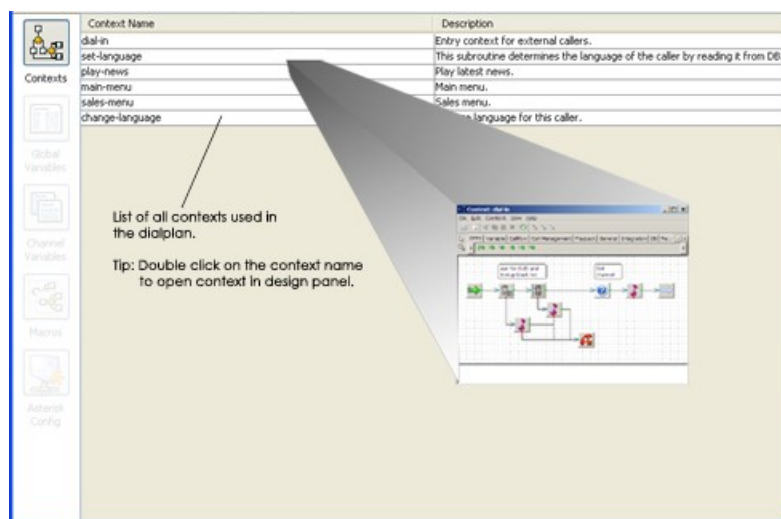 Context Name Description
dial-in Entry context for external callers.
set-language This subroutine determines the language of the caller by reading it from DB
play-news Play latest news.
main-menu Main menu.
sales-menu Sales menu.
change-language language for this caller.
Contexts
Global
Variables
Channel
Variables
Macros
Asterisk
Config
List of all contexts used in
the dialplan.
Tip: Double click on the context name
to open context in design panel.
Context: dial-in